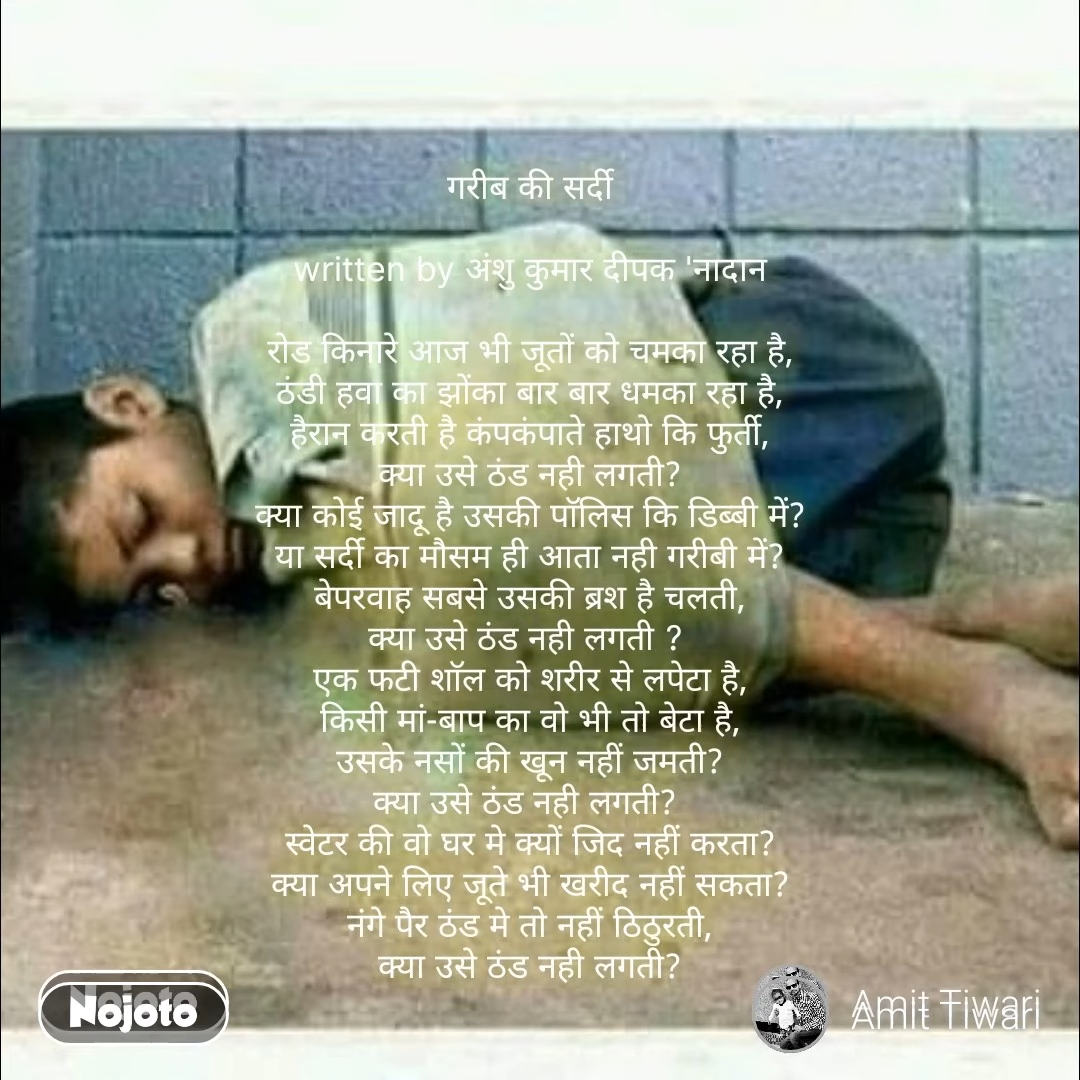 गरीब की सर्दी
written by अंशु कुमार दीपक 'नादान
रोड किनारे आज भी जूतों को चमका रहा है,
ठंडी हवा का झोंका बार बार धमका रहा है,
हैरान करती है कंपकंपाते हाथो कि फुर्ती,
क्या उसे ठंड नही लगती?
क्या कोई जादू है उसकी पॉलिस कि डिब्बी में?
या सर्दी का मौसम ही आता नही गरीबी में?
बेपरवाह सबसे उसकी ब्रश है चलती,
क्या उसे ठंड नही लगती ?
एक फटी शॉल को शरीर से लपेटा है,
किसी मां-बाप का वो भी तो बेटा है,
उसके नसों की खून नहीं जमती?
क्या उसे ठंड नही लगती?
स्वेटर की वो घर मे क्यों जिद नहीं करता?
क्या अपने लिए जूते भी खरीद नहीं सकता?
नंगे पैर ठंड मे तो नहीं ठिठुरती,
क्या उसे ठंड नही लगती?
Nojoto
Amit Tiwari